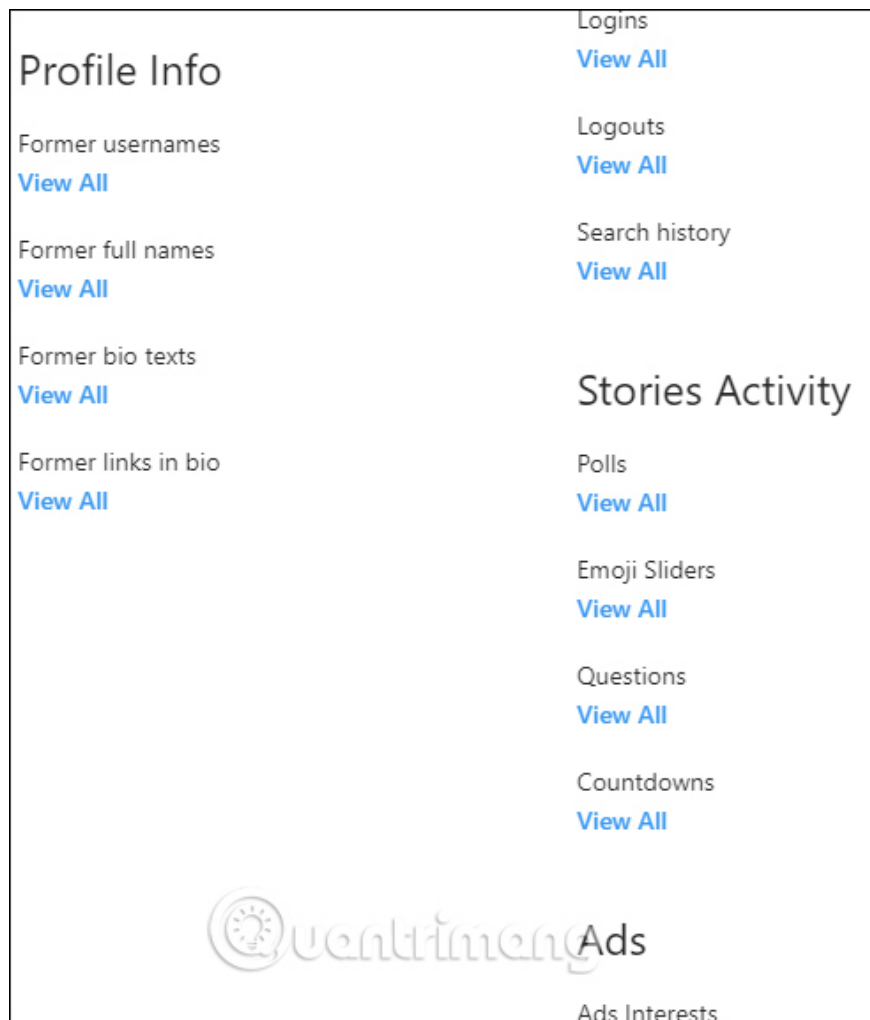 Profile Info
Former usernames
View All
Former full names
View All
Former bio texts
View All
Former links in bio
View All
Logins
View All
Logouts
View All
Search history
View All
Stories Activity
Polls
View All
Emoji Sliders
View All
Questions
View All
Countdowns
View All
Quantrimang
Ads
Ads Interests